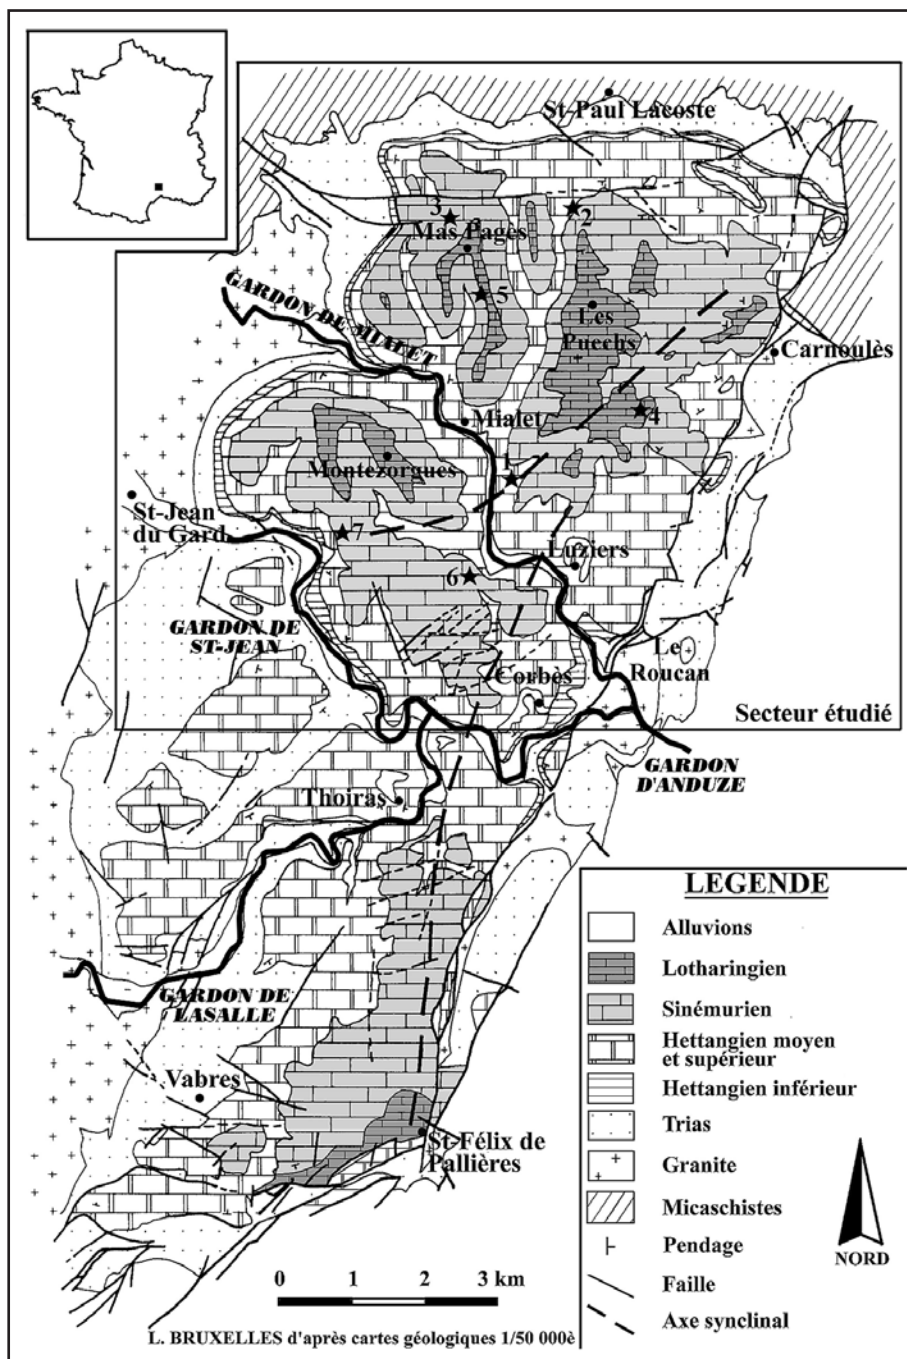 St-Paul Lacoste
3
2
Mas Pagès
5
GARDON DE MIALET
Les
Puechs
Carnoulès
4
Mialet
1
Montezorgues
St-Jean
du Gard
7
Luziers
6
GARDON DE
ST-JEAN
Le
Roucan
Corbès
Secteur étudié
GARDON
D'ANDUZE
Thoiras
GARDON DE
LASALLE
Vabres
St-Félix de
Pallières
LEGENDE
Alluvions
Lotharingien
Sinémurien
Hettangien moyen
et supérieur
Hettangien inférieur
Trias
Granite
Micaschistes
Pendage
Faille
Axe synclinal
NORD
0 1 2 3 km
L. BRUXELLES d'après cartes géologiques 1/50 000è